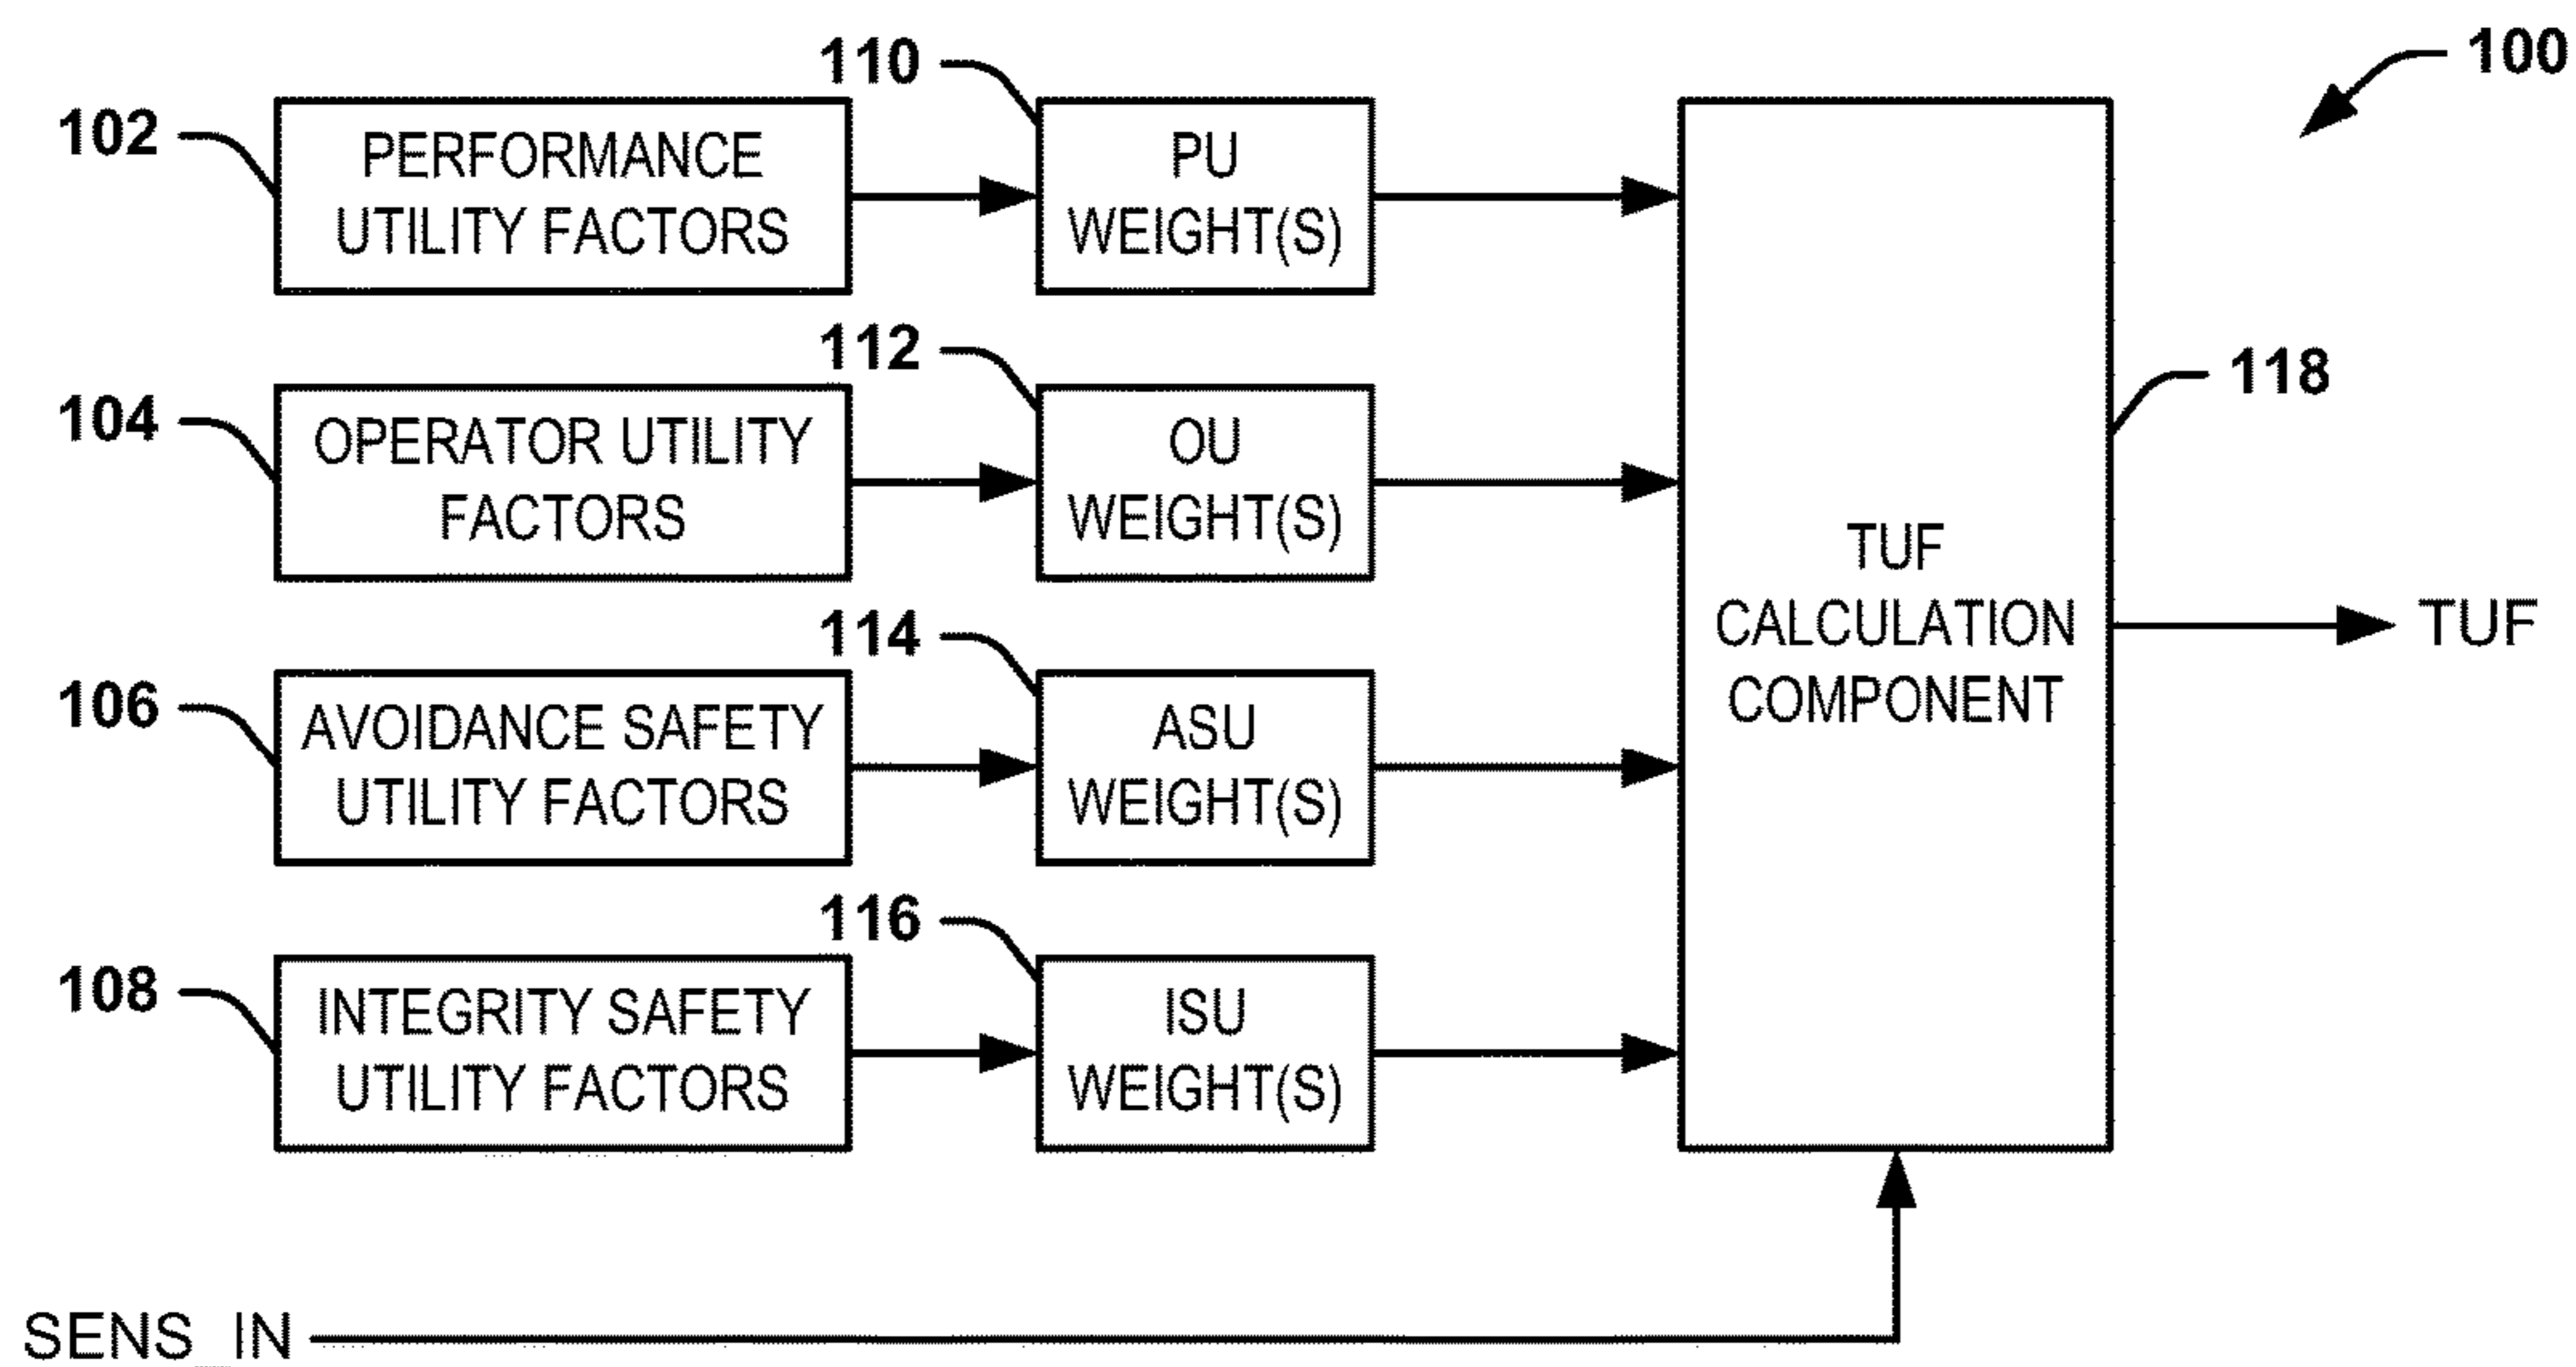 100
110
102
PERFORMANCE
UTILITY FACTORS
PU
WEIGHT(S)
112
118
104
OPERATOR UTILITY
FACTORS
OU
WEIGHT(S)
TUF
CALCULATION
COMPONENT
TUF
114
106
AVOIDANCE SAFETY
UTILITY FACTORS
ASU
WEIGHT(S)
116
108
INTEGRITY SAFETY
UTILITY FACTORS
ISU
WEIGHT(S)
SENS_IN